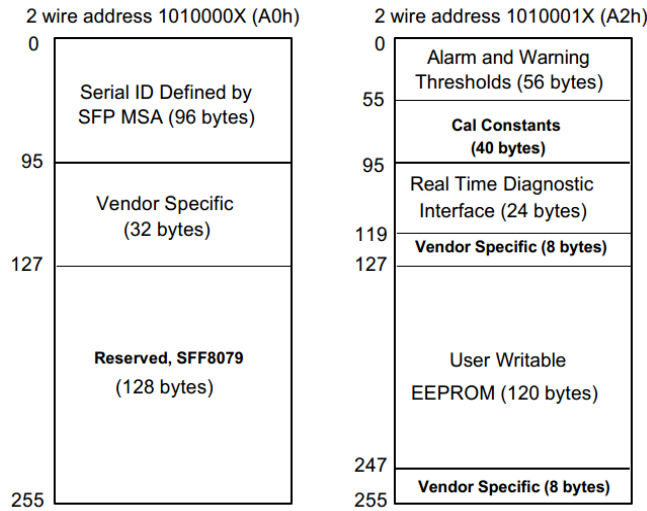 2 wire address 1010000X (A0h)
0
Serial ID Defined by
SFP MSA (96 bytes)
95
Vendor Specific
(32 bytes)
127
Reserved, SFF8079
(128 bytes)
255
2 wire address 1010001X (A2h)
0
Alarm and Warning
Thresholds (56 bytes)
55
Cal Constants
(40 bytes)
95
Real Time Diagnostic
Interface (24 bytes)
119
Vendor Specific (8 bytes)
127
User Writable
EEPROM (120 bytes)
247
Vendor Specific (8 bytes)
255